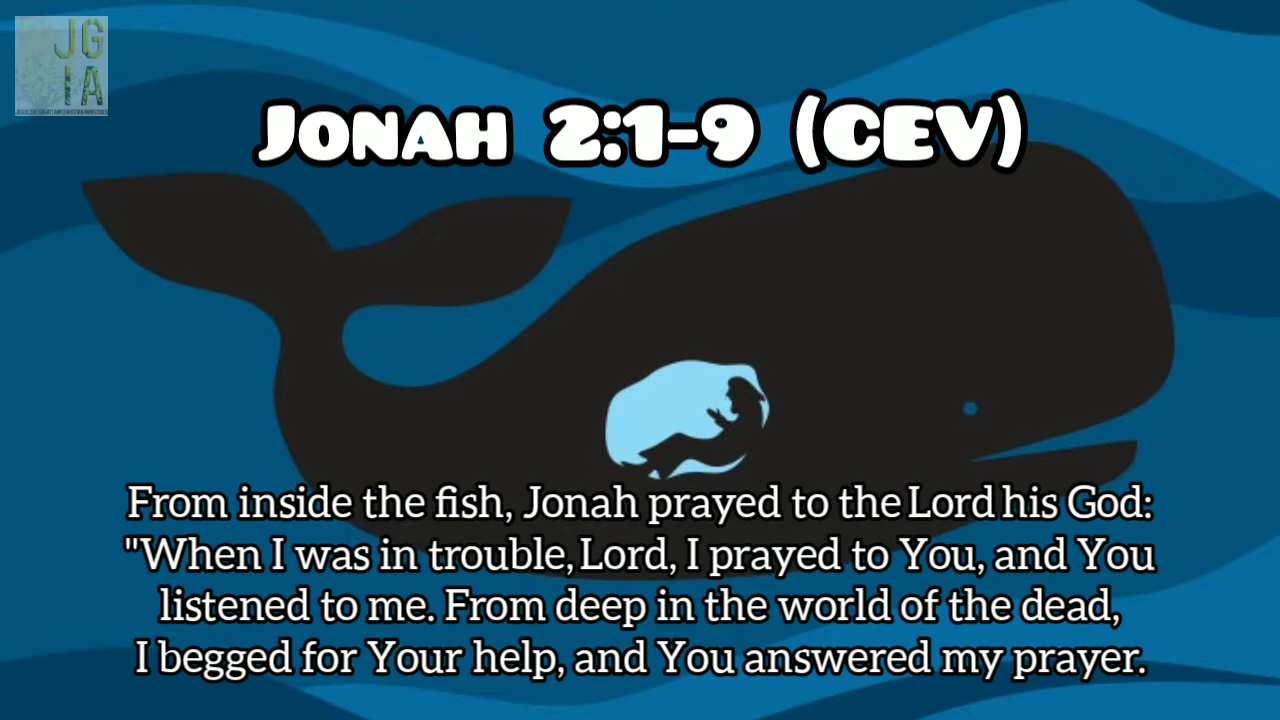 JG
IA
JONAH 2:1-9 (CEV)
From inside the fish, Jonah prayed to the Lord his God:
"When I was in trouble, Lord, I prayed to You, and You
listened to me. From deep in the world of the dead,
I begged for Your help, and You answered my prayer.